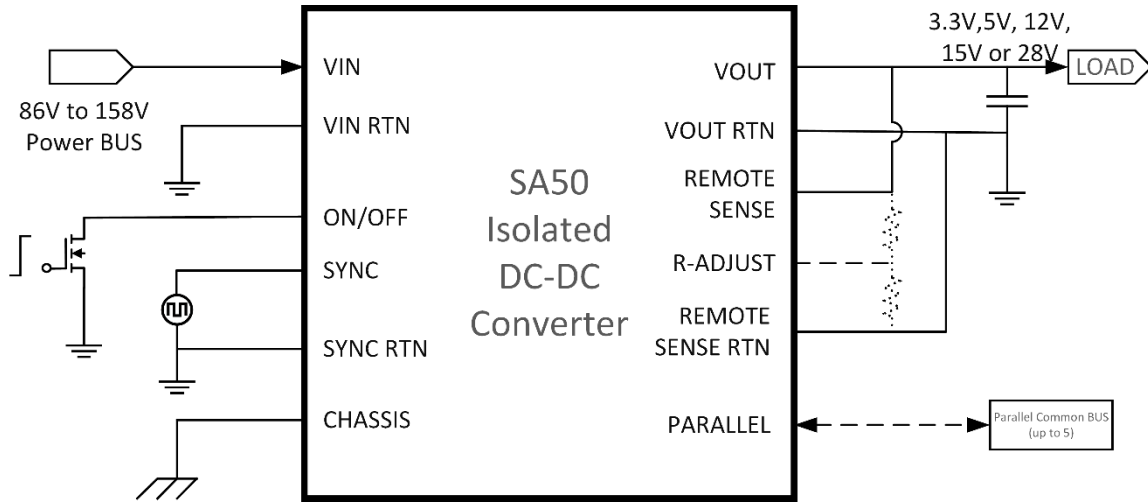 86V to 158V
Power BUS
VIN
VIN RTN
ON/OFF
SYNC
SYNC RTN
CHASSIS
SA50
Isolated
DC-DC
Converter
VOUT
VOUT RTN
REMOTE
SENSE
R-ADJUST
REMOTE
SENSE RTN
PARALLEL
3.3V,5V, 12V,
15V or 28V
LOAD
Parallel Common BUS
(up to 5)